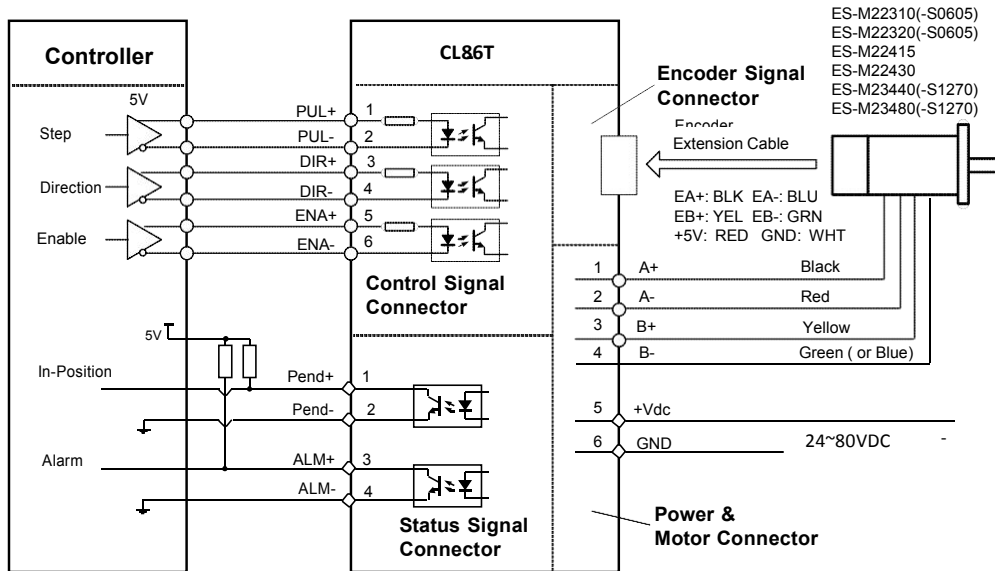 Controller
5V
Step
Direction
Enable
5V
In-Position
Alarm
PUL+
PUL-
DIR+
DIR-
ENA+
ENA-
Pend+
Pend-
ALM+
ALM-
CL86T
1
2
3
4
5
6
Control Signal
Connector
1
2
3
4
Status Signal
Connector
Encoder Signal
Connector
Encoder
Extension Cable
EA+: BLK EA-: BLU
EB+: YEL EB-: GRN
+5V: RED GND: WHT
ES-M22310(-S0605)
ES-M22320(-S0605)
ES-M22415
ES-M22430
ES-M23440(-S1270)
ES-M23480(-S1270)
1 A+ Black
2 A- Red
3 B+ Yellow
4 B- Green ( or Blue)
5 +Vdc
6 GND 24~80VDC -
Power &
Motor Connector